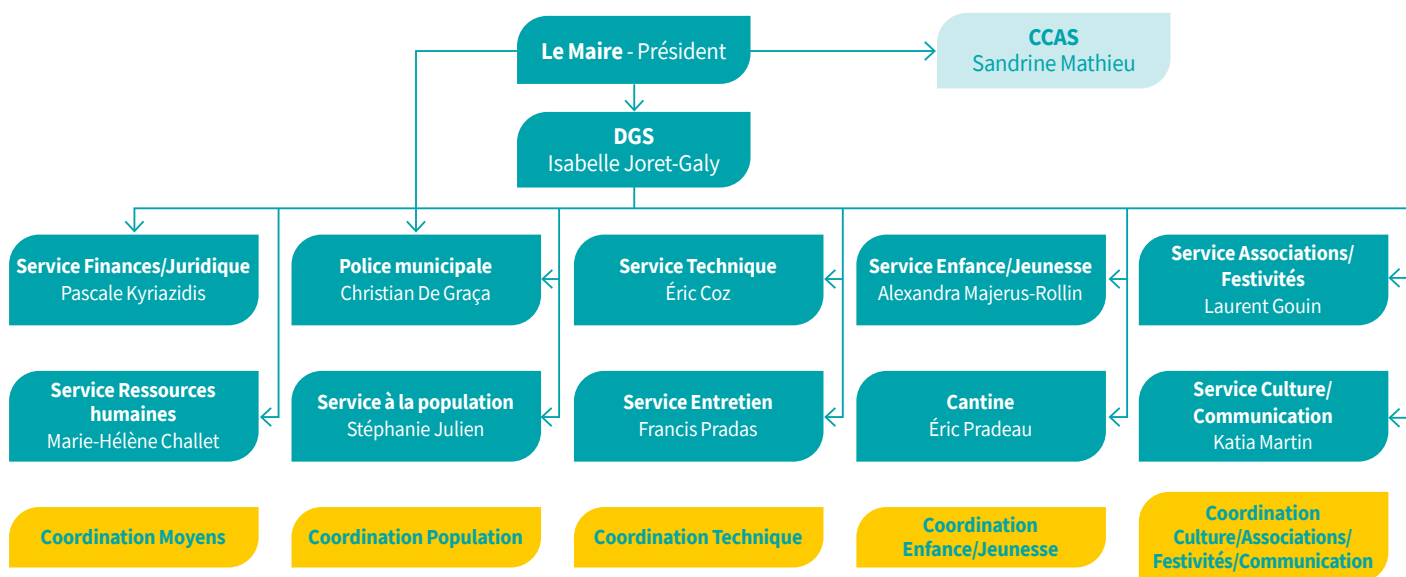 Le Maire - Président
CCAS
Sandrine Mathieu
DGS
Isabelle Joret-Galy
Service Finances/Juridique
Pascale Kyriazidis
Police municipale
Christian De Graça
Service Technique
Éric Coz
Service Enfance/Jeunesse
Alexandra Majerus-Rollin
Service Associations/
Festivités
Laurent Gouin
Service Ressources
humaines
Marie-Hélène Challet
Service à la population
Stéphanie Julien
Service Entretien
Francis Pradas
Cantine
Éric Pradeau
Service Culture/
Communication
Katia Martin
Coordination Moyens
Coordination Population
Coordination Technique
Coordination
Enfance/Jeunesse
Coordination
Culture/Associations/
Festivités/Communication